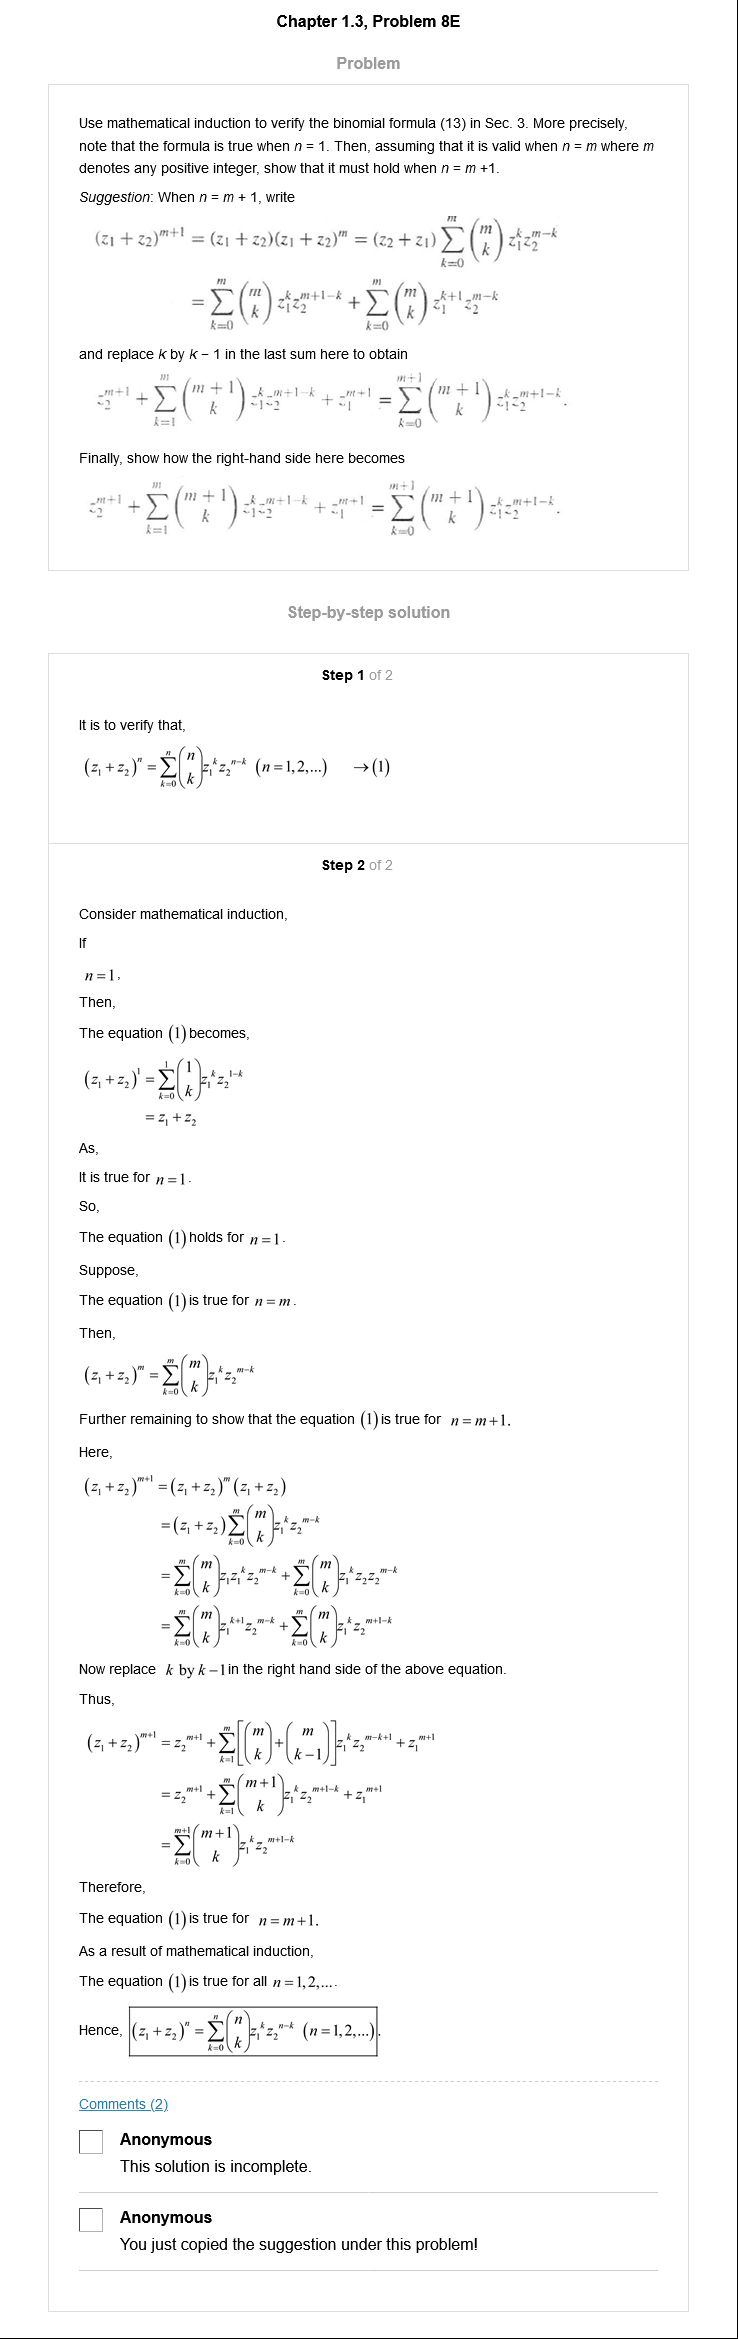 Chapter 1.3, Problem 8E
Problem
Use mathematical induction to verify the binomial formula (13) in Sec. 3. More precisely,
note that the formula is true when n = 1. Then, assuming that it is valid when n = m where m
denotes any positive integer, show that it must hold when n = m +1.
Suggestion: When n = m + 1, write
$(z_1 + z_2)^{m+1} = (z_1 + z_2)(z_1 + z_2)^m = (z_2 + z_1) \sum_{k=0}^{m} \binom{m}{k} z_1^k z_2^{m-k}$
$= \sum_{k=0}^{m} \binom{m}{k} z_1^k z_2^{m+1-k} + \sum_{k=0}^{m} \binom{m}{k} z_1^{k+1} z_2^{m-k}$
and replace k by k − 1 in the last sum here to obtain
$z_2^{m+1} + \sum_{k=1}^{m} \binom{m+1}{k} z_1^k z_2^{m+1-k} + z_1^{m+1} = \sum_{k=0}^{m+1} \binom{m+1}{k} z_1^k z_2^{m+1-k}.$
Finally, show how the right-hand side here becomes
$z_2^{m+1} + \sum_{k=1}^{m} \binom{m+1}{k} z_1^k z_2^{m+1-k} + z_1^{m+1} = \sum_{k=0}^{m+1} \binom{m+1}{k} z_1^k z_2^{m+1-k}.$
Step-by-step solution
Step 1 of 2
It is to verify that,
$(z_1 + z_2)^n = \sum_{k=0}^{n} \binom{n}{k} z_1^k z_2^{n-k} \ (n = 1, 2, ...) \quad \to (1)$
Step 2 of 2
Consider mathematical induction,
If
n = 1,
Then,
The equation (1) becomes,
$(z_1 + z_2)^1 = \sum_{k=0}^{1} \binom{1}{k} z_1^k z_2^{1-k}$
$= z_1 + z_2$
As,
It is true for n = 1.
So,
The equation (1) holds for n = 1.
Suppose,
The equation (1) is true for n = m.
Then,
$(z_1 + z_2)^m = \sum_{k=0}^{m} \binom{m}{k} z_1^k z_2^{m-k}$
Further remaining to show that the equation (1) is true for n = m + 1.
Here,
$(z_1 + z_2)^{m+1} = (z_1 + z_2)^m (z_1 + z_2)$
$= (z_1 + z_2) \sum_{k=0}^{m} \binom{m}{k} z_1^k z_2^{m-k}$
$= \sum_{k=0}^{m} \binom{m}{k} z_1 z_1^k z_2^{m-k} + \sum_{k=0}^{m} \binom{m}{k} z_1^k z_2 z_2^{m-k}$
$= \sum_{k=0}^{m} \binom{m}{k} z_1^{k+1} z_2^{m-k} + \sum_{k=0}^{m} \binom{m}{k} z_1^k z_2^{m+1-k}$
Now replace k by k − 1 in the right hand side of the above equation.
Thus,
$(z_1 + z_2)^{m+1} = z_2^{m+1} + \sum_{k=1}^{m} \left[ \binom{m}{k} + \binom{m}{k-1} \right] z_1^k z_2^{m-k+1} + z_1^{m+1}$
$= z_2^{m+1} + \sum_{k=1}^{m} \binom{m+1}{k} z_1^k z_2^{m+1-k} + z_1^{m+1}$
$= \sum_{k=0}^{m+1} \binom{m+1}{k} z_1^k z_2^{m+1-k}$
Therefore,
The equation (1) is true for n = m + 1.
As a result of mathematical induction,
The equation (1) is true for all n = 1, 2, ....
Hence, $(z_1 + z_2)^n = \sum_{k=0}^{n} \binom{n}{k} z_1^k z_2^{n-k} \ (n = 1, 2, ...)$.
Comments (2)
Anonymous
This solution is incomplete.
Anonymous
You just copied the suggestion under this problem!